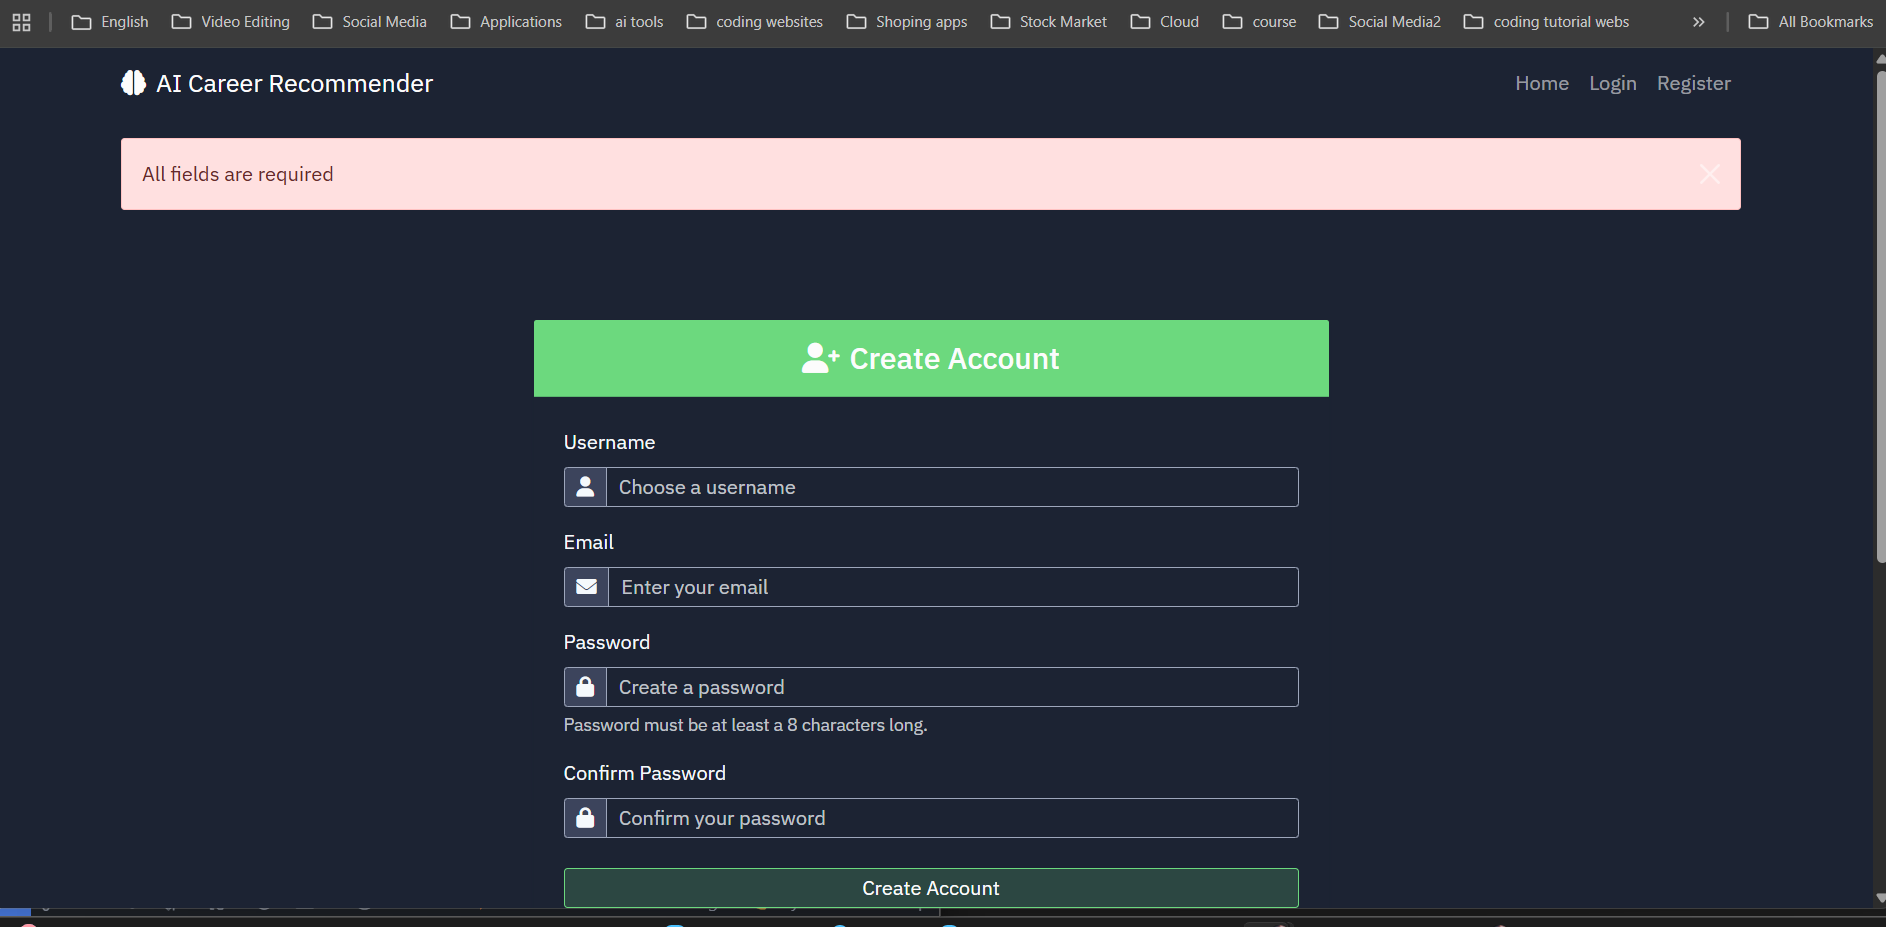 English Video Editing Social Media Applications ai tools coding websites Shoping apps Stock Market Cloud course Social Media2 coding tutorial webs » All Bookmarks
AI Career Recommender Home Login Register
All fields are required
Create Account
Username
Choose a username
Email
Enter your email
Password
Create a password
Password must be at least a 8 characters long.
Confirm Password
Confirm your password
Create Account